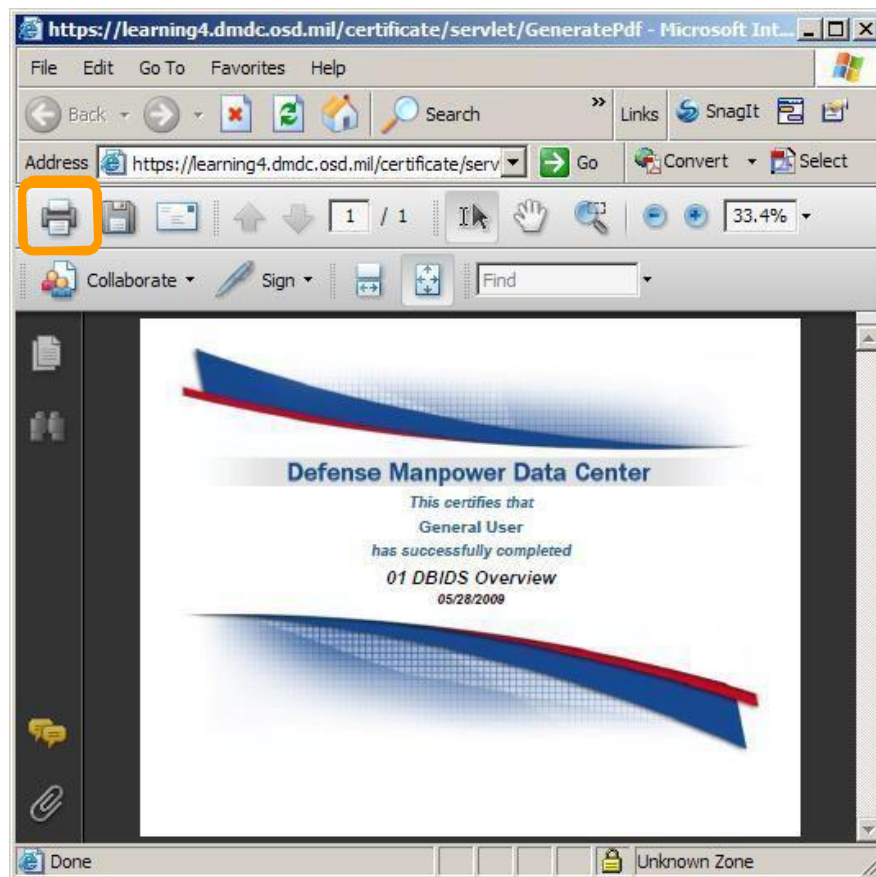 https://learning4.dmdc.osd.mil/certificate/servlet/GeneratePdf - Microsoft Int...
File Edit Go To Favorites Help
Back Search » Links SnagIt
Address https://learning4.dmdc.osd.mil/certificate/serv Go Convert Select
1 / 1 33.4%
Collaborate Sign Find
Defense Manpower Data Center
This certifies that
General User
has successfully completed
01 DBIDS Overview
05/28/2009
Done Unknown Zone